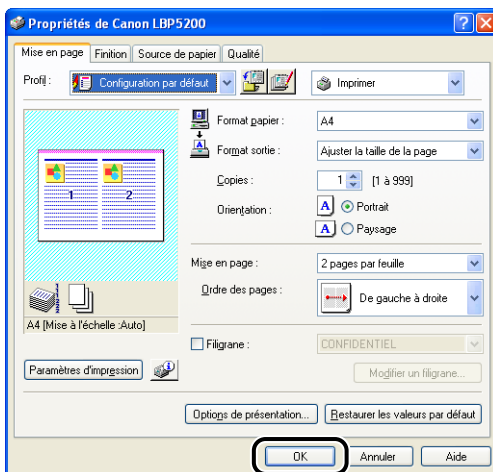 Propriétés de Canon LBP5200
Mise en page Finition Source de papier Qualité
Profil : Configuration par défaut Imprimer
1 2
A4 [Mise à l'échelle :Auto]
Paramètres d'impression
Format papier : A4
Format sortie : Ajuster la taille de la page
Copies : 1 [1 à 999]
Orientation : A Portrait
A Paysage
Mise en page : 2 pages par feuille
Ordre des pages : De gauche à droite
Filigrane : CONFIDENTIEL
Modifier un filigrane...
Options de présentation... Restaurer les valeurs par défaut
OK Annuler Aide